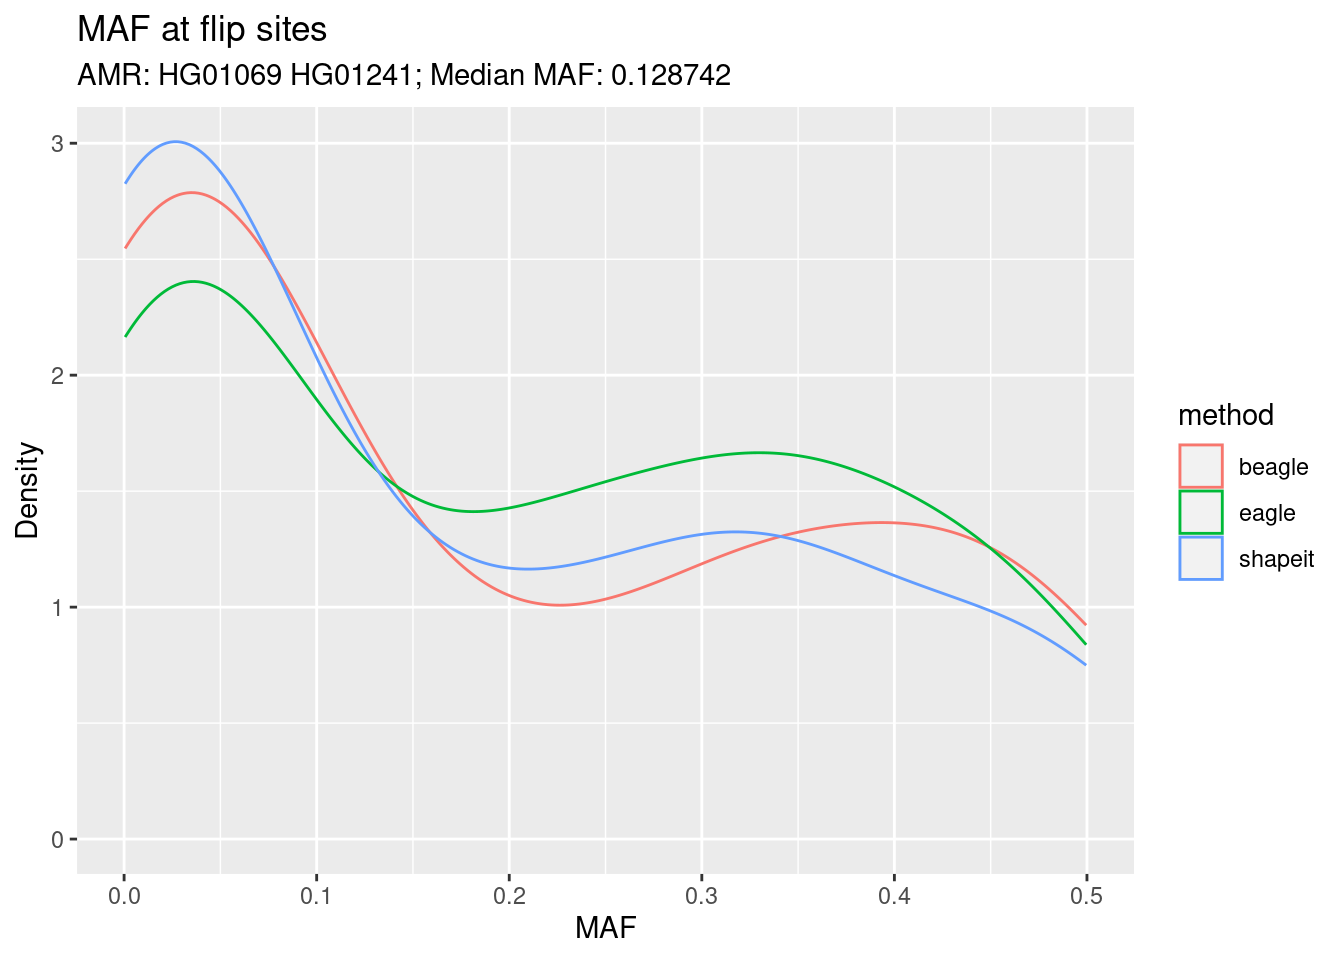 MAF at flip sites
AMR: HG01069 HG01241; Median MAF: 0.128742
3
2
1
0
Density
0.0 0.1 0.2 0.3 0.4 0.5
MAF
method
beagle
eagle
shapeit